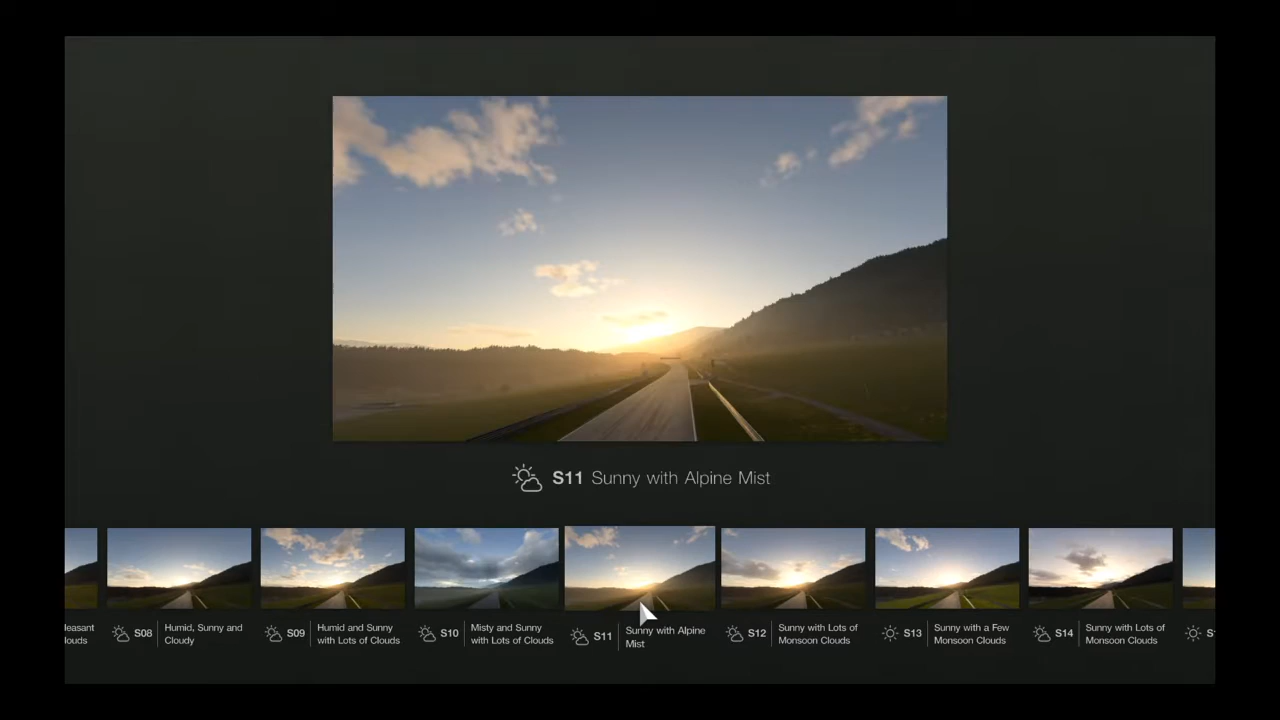 S11 Sunny with Alpine Mist
S08 Humid, Sunny and
Cloudy
S09 Humid and Sunny
with Lots of Clouds
S10 Misty and Sunny
with Lots of Clouds
S11 Sunny with Alpine
Mist
S12 Sunny with Lots of
Monsoon Clouds
S13 Sunny with a Few
Monsoon Clouds
S14 Sunny with Lots of
Monsoon Clouds